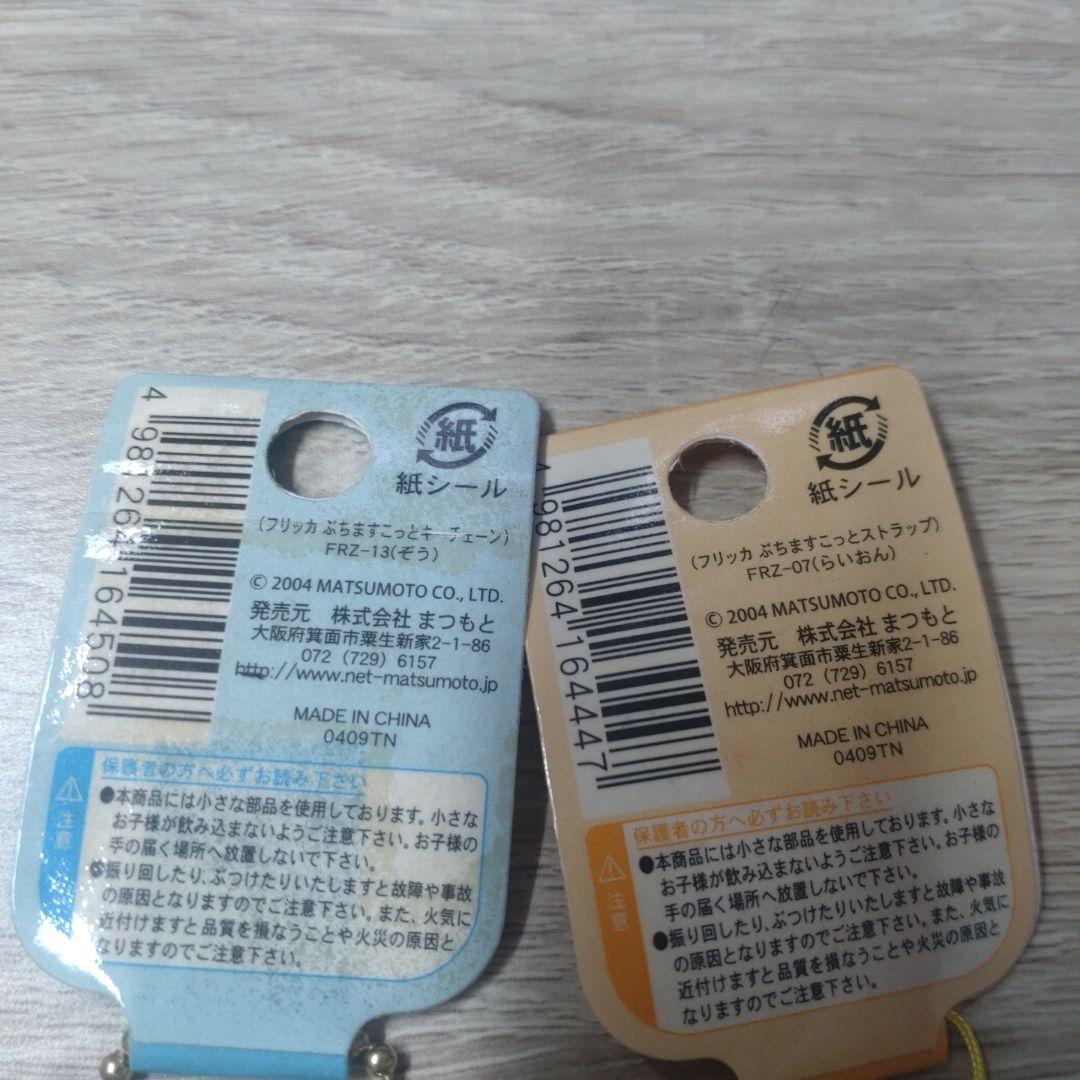 4 981264 164508
紙
紙シール
(フリッカ ぷちますこっとキーチェーン)
FRZ-13(ぞう)
© 2004 MATSUMOTO CO., LTD.
発売元 株式会社 まつもと
大阪府箕面市粟生新家2-1-86
072 (729) 6157
http://www.net-matsumoto.jp
MADE IN CHINA
0409TN
注意
保護者の方へ必ずお読み下さい
●本商品には小さな部品を使用しております。小さな
お子様が飲み込まないようご注意下さい。お子様の
手の届く場所へ放置しないで下さい。
●振り回したり、ぶつけたりいたしますと故障や事故
の原因となりますのでご注意下さい。また、火気に
近付けますと品質を損なうことや火災の原因と
なりますのでご注意下さい。
4 981264 164447
紙
紙シール
(フリッカ ぷちますこっとストラップ)
FRZ-07(らいおん)
© 2004 MATSUMOTO CO., LTD.
発売元 株式会社 まつもと
大阪府箕面市粟生新家2-1-86
072 (729) 6157
http://www.net-matsumoto.jp
MADE IN CHINA
0409TN
注意
保護者の方へ必ずお読み下さい
●本商品には小さな部品を使用しております。小さな
お子様が飲み込まないようご注意下さい。お子様の
手の届く場所へ放置しないで下さい。
●振り回したり、ぶつけたりいたしますと故障や事故
の原因となりますのでご注意下さい。また、火気に
近付けますと品質を損なうことや火災の原因と
なりますのでご注意下さい。